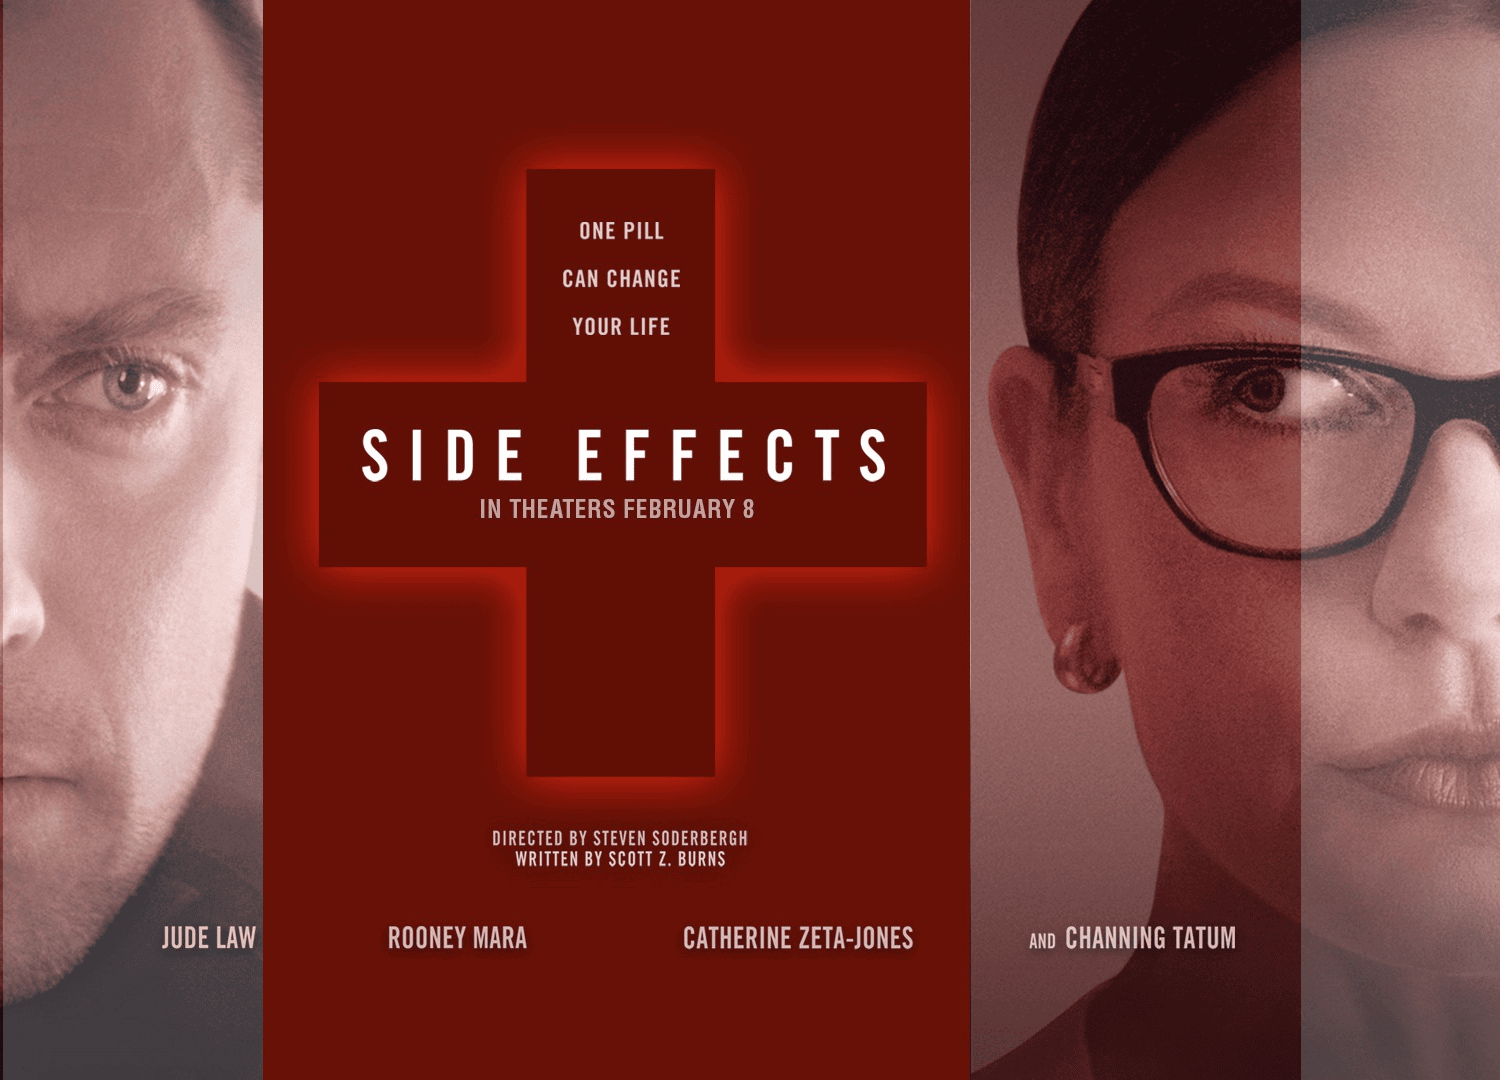 ONE PILL
CAN CHANGE
YOUR LIFE
SIDE EFFECTS
IN THEATERS FEBRUARY 8
DIRECTED BY STEVEN SODERBERGH
WRITTEN BY SCOTT Z. BURNS
JUDE LAW ROONEY MARA CATHERINE ZETA-JONES AND CHANNING TATUM